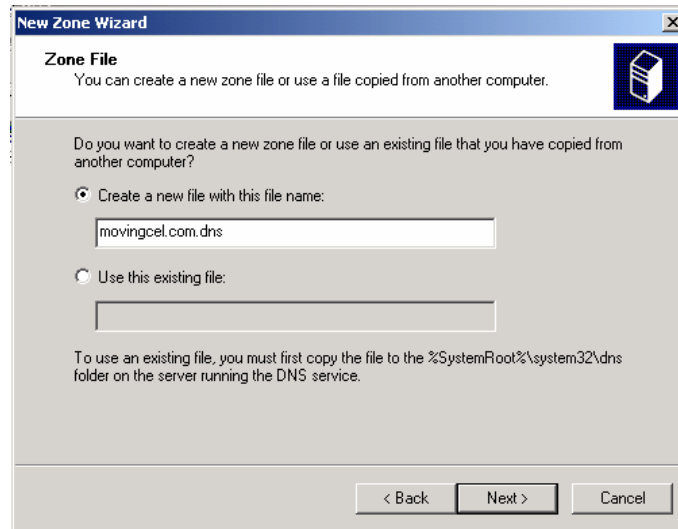 New Zone Wizard
Zone File
You can create a new zone file or use a file copied from another computer.
Do you want to create a new zone file or use an existing file that you have copied from
another computer?
Create a new file with this file name:
movingcel.com.dns
Use this existing file:
To use an existing file, you must first copy the file to the %SystemRoot%\system32\dns
folder on the server running the DNS service.
< Back
Next >
Cancel